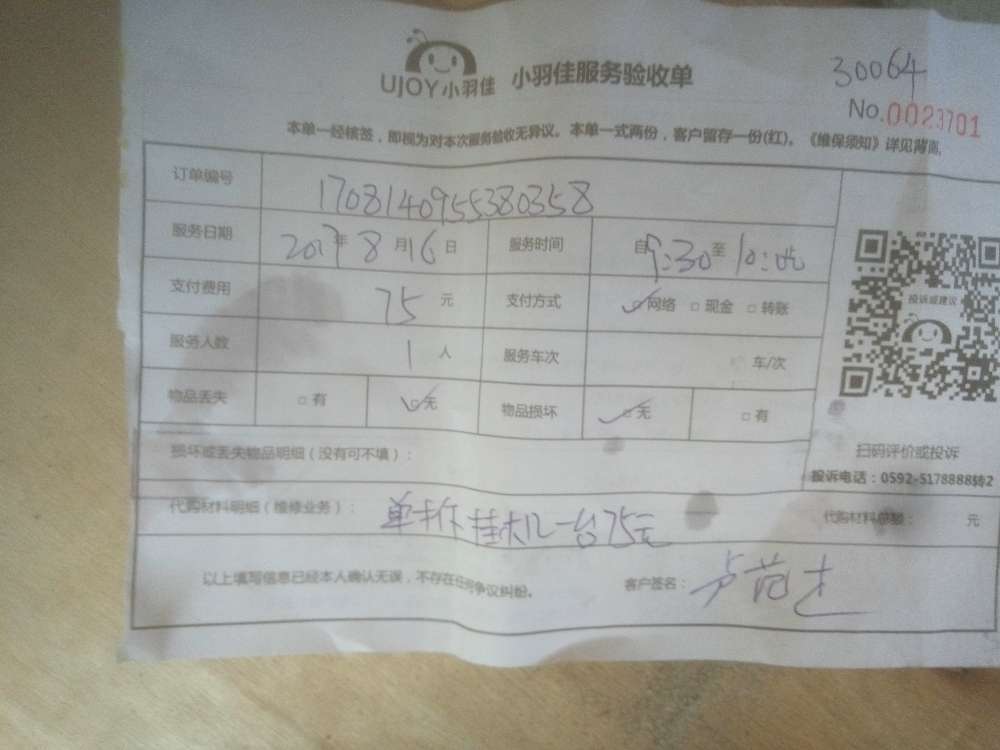 UJOY小羽佳 小羽佳服务验收单
30064
No.0023701
本单一经核签，即视为对本次服务验收无异议。本单一式两份，客户留存一份(红)。《维保须知》详见背面
订单编号 1708140955380358
服务日期 2017年8月16日 服务时间 自9:30至10:
支付费用 75元 支付方式 网络 □现金 □转账
服务人数 1人 服务车次 车/次
物品丢失 □有 无 物品损坏 □无 □有
投诉或建议
扫码评价或投诉
投诉电话：0592-5178888转2
损坏或丢失物品明细（没有可不填）：
代购材料明细（维修业务）： 单拆挂机一台75元 代购材料总额： 元
以上填写信息已经本人确认无误，不存在任何争议纠纷。 客户签名：